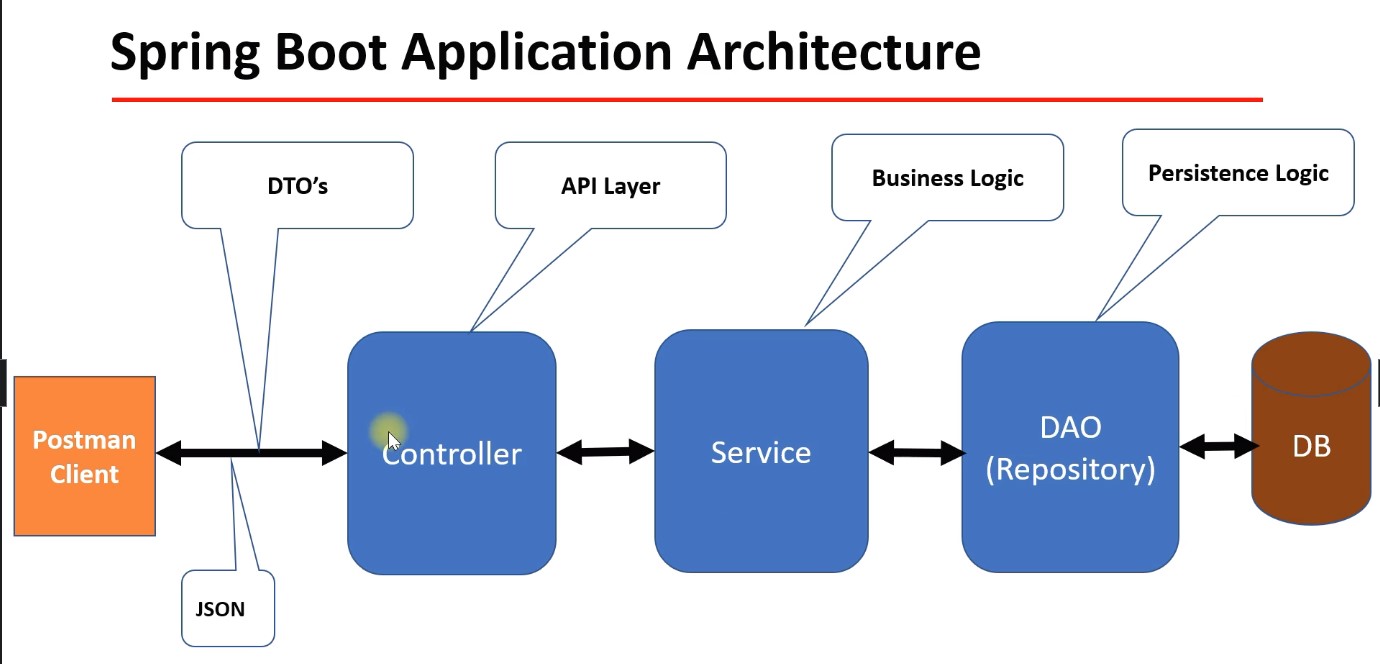 Spring Boot Application Architecture
DTO’s
API Layer
Business Logic
Persistence Logic
Postman
Client
Controller
Service
DAO
(Repository)
DB
JSON